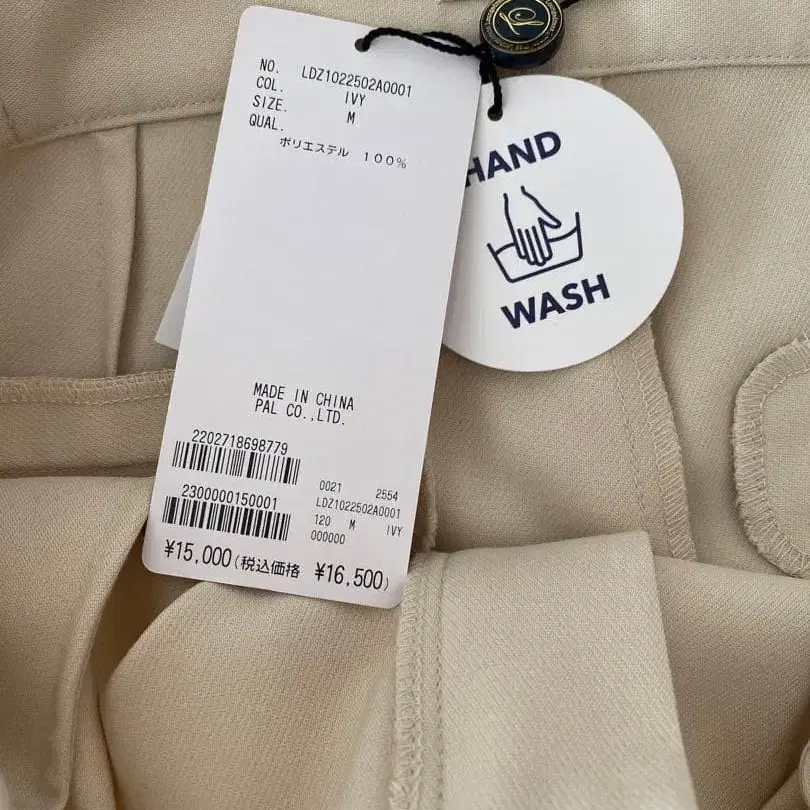 NO. LDZ1022502A0001
COL. IVY
SIZE. M
QUAL.
ポリエステル 100%
MADE IN CHINA
PAL CO.,LTD.
2202718698779
2300000150001
0021 2554
LDZ1022502A0001
120 M IVY
000000
¥15,000(税込価格 ¥16,500)
HAND
WASH